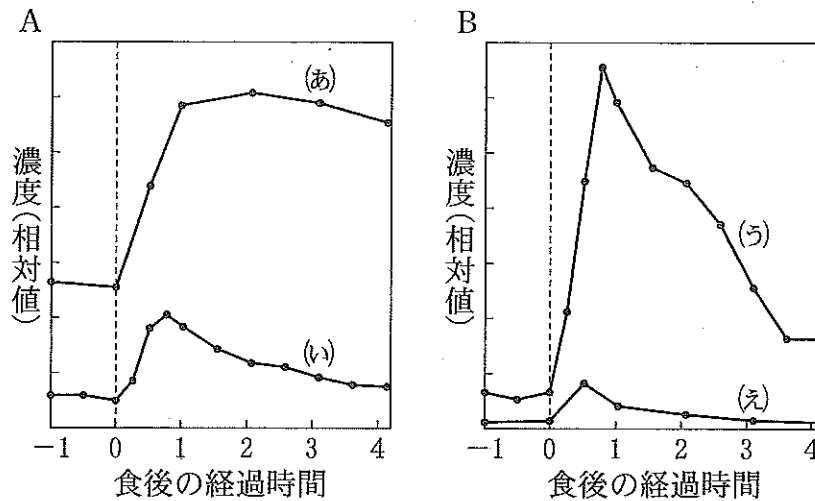 A
濃度(相対値)
(あ)
(い)
-1 0 1 2 3 4
食後の経過時間
B
濃度(相対値)
(う)
(え)
-1 0 1 2 3 4
食後の経過時間